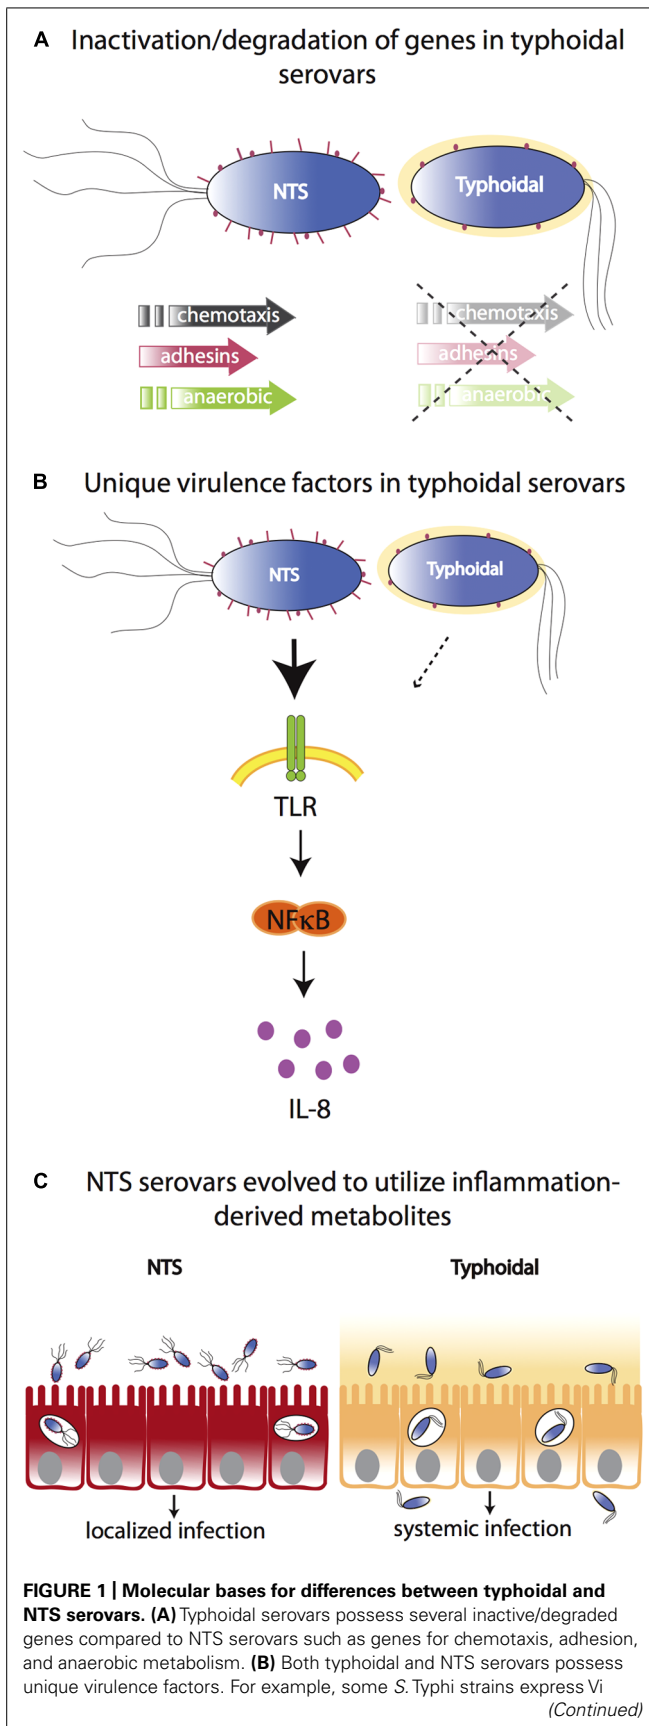 A Inactivation/degradation of genes in typhoidal
serovars
NTS
Typhoidal
chemotaxis
adhesins
anaerobic
chemotaxis
adhesins
anaerobic
B Unique virulence factors in typhoidal serovars
NTS
Typhoidal
TLR
NFκB
IL-8
C NTS serovars evolved to utilize inflammation-
derived metabolites
NTS
Typhoidal
localized infection
systemic infection
FIGURE 1 | Molecular bases for differences between typhoidal and
NTS serovars. (A) Typhoidal serovars possess several inactive/degraded
genes compared to NTS serovars such as genes for chemotaxis, adhesion,
and anaerobic metabolism. (B) Both typhoidal and NTS serovars possess
unique virulence factors. For example, some S. Typhi strains express Vi
(Continued)